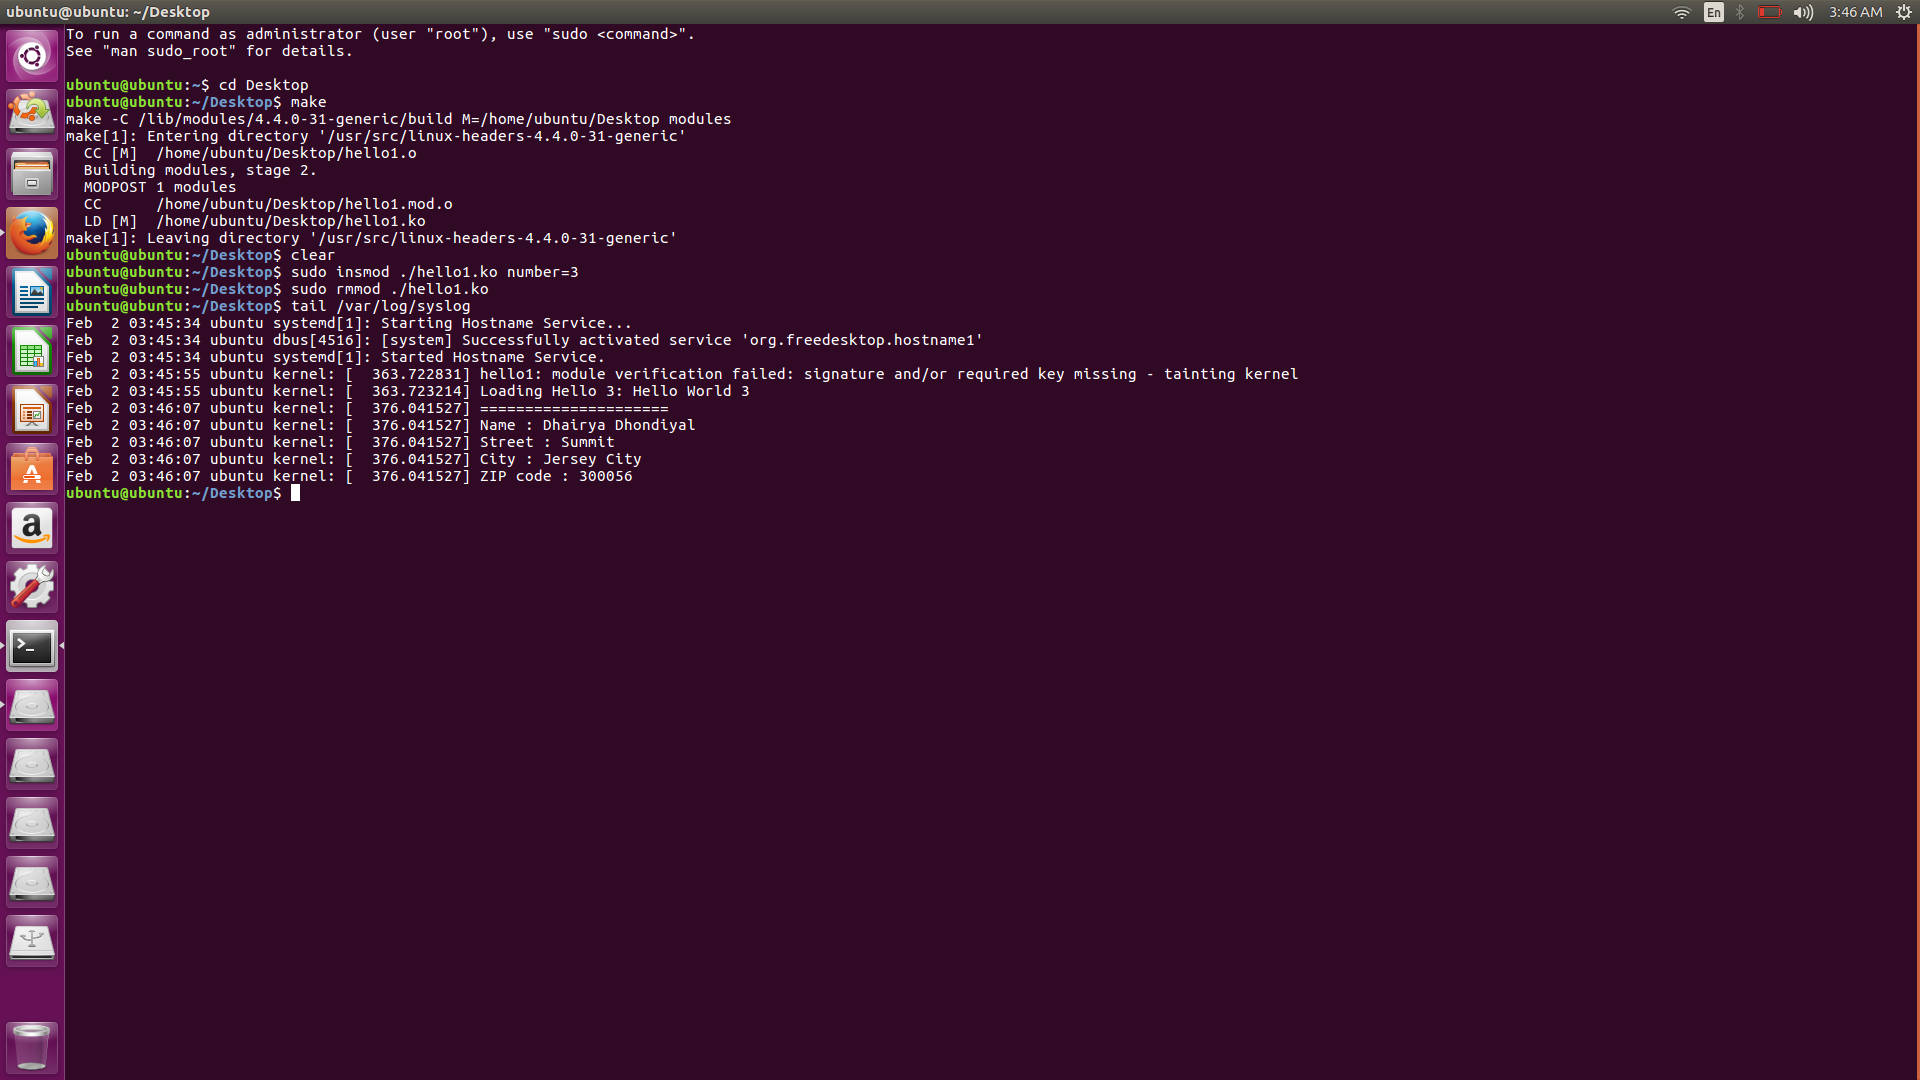 ubuntu@ubuntu: ~/Desktop
En
3:46 AM
To run a command as administrator (user "root"), use "sudo <command>".
See "man sudo_root" for details.
ubuntu@ubuntu:~$ cd Desktop
ubuntu@ubuntu:~/Desktop$ make
make -C /lib/modules/4.4.0-31-generic/build M=/home/ubuntu/Desktop modules
make[1]: Entering directory '/usr/src/linux-headers-4.4.0-31-generic'
  CC [M]  /home/ubuntu/Desktop/hello1.o
  Building modules, stage 2.
  MODPOST 1 modules
  CC      /home/ubuntu/Desktop/hello1.mod.o
  LD [M]  /home/ubuntu/Desktop/hello1.ko
make[1]: Leaving directory '/usr/src/linux-headers-4.4.0-31-generic'
ubuntu@ubuntu:~/Desktop$ clear
ubuntu@ubuntu:~/Desktop$ sudo insmod ./hello1.ko number=3
ubuntu@ubuntu:~/Desktop$ sudo rmmod ./hello1.ko
ubuntu@ubuntu:~/Desktop$ tail /var/log/syslog
Feb  2 03:45:34 ubuntu systemd[1]: Starting Hostname Service...
Feb  2 03:45:34 ubuntu dbus[4516]: [system] Successfully activated service 'org.freedesktop.hostname1'
Feb  2 03:45:34 ubuntu systemd[1]: Started Hostname Service.
Feb  2 03:45:55 ubuntu kernel: [  363.722831] hello1: module verification failed: signature and/or required key missing - tainting kernel
Feb  2 03:45:55 ubuntu kernel: [  363.723214] Loading Hello 3: Hello World 3
Feb  2 03:46:07 ubuntu kernel: [  376.041527] =====================
Feb  2 03:46:07 ubuntu kernel: [  376.041527] Name : Dhairya Dhondiyal
Feb  2 03:46:07 ubuntu kernel: [  376.041527] Street : Summit
Feb  2 03:46:07 ubuntu kernel: [  376.041527] City : Jersey City
Feb  2 03:46:07 ubuntu kernel: [  376.041527] ZIP code : 300056
ubuntu@ubuntu:~/Desktop$